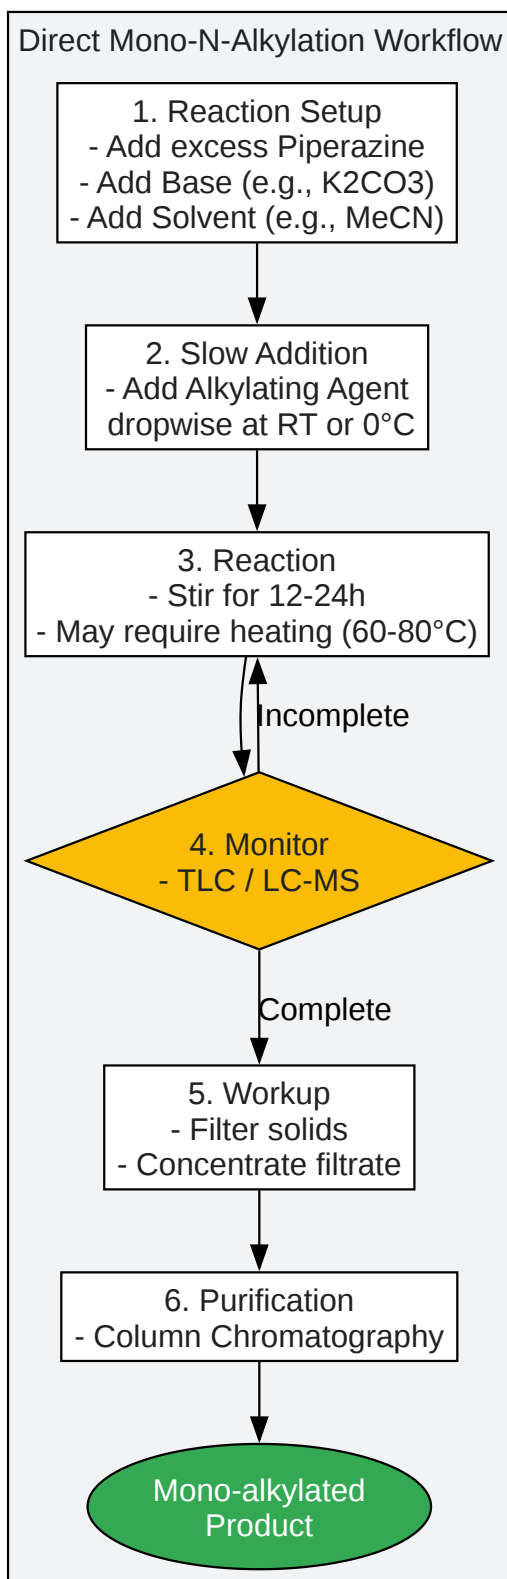 Direct Mono-N-Alkylation Workflow
1. Reaction Setup
- Add excess Piperazine
- Add Base (e.g., K2CO3)
- Add Solvent (e.g., MeCN)
2. Slow Addition
- Add Alkylating Agent
dropwise at RT or 0°C
3. Reaction
- Stir for 12-24h
- May require heating (60-80°C)
Incomplete
4. Monitor
- TLC / LC-MS
Complete
5. Workup
- Filter solids
- Concentrate filtrate
6. Purification
- Column Chromatography
Mono-alkylated
Product